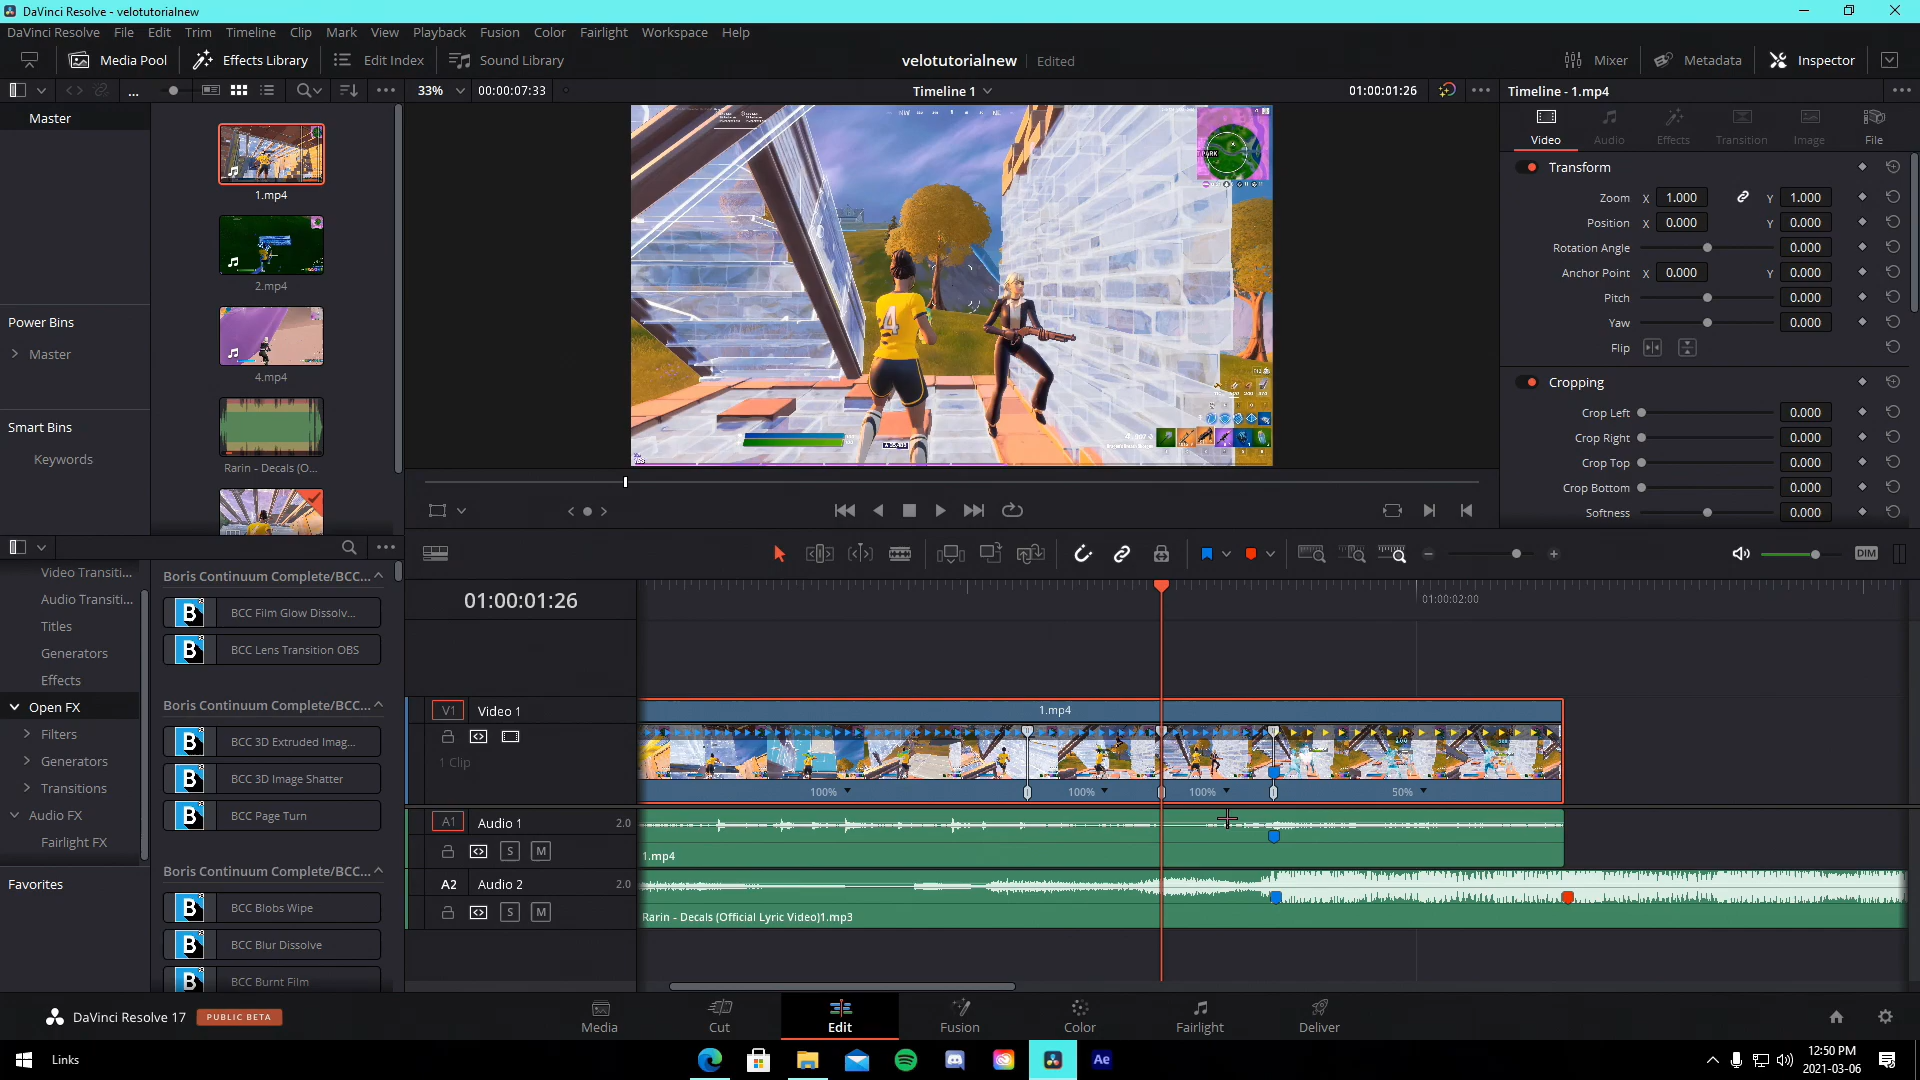 DaVinci Resolve - velotutorialnew
DaVinci Resolve File Edit Trim Timeline Clip Mark View Playback Fusion Color Fairlight Workspace Help
Media Pool Effects Library Edit Index Sound Library velotutorialnew Edited Mixer Metadata Inspector
... 33% 00:00:07:33 Timeline 1 01:00:01:26 Timeline - 1.mp4
Master
1.mp4
2.mp4
4.mp4
Rarin - Decals (O...
Power Bins
Master
Smart Bins
Keywords
Video Audio Effects Transition Image File
Transform
Zoom X 1.000 Y 1.000
Position X 0.000 Y 0.000
Rotation Angle 0.000
Anchor Point X 0.000 Y 0.000
Pitch 0.000
Yaw 0.000
Flip
Cropping
Crop Left 0.000
Crop Right 0.000
Crop Top 0.000
Crop Bottom 0.000
Softness 0.000
DIM
Video Transiti...
Audio Transiti...
Titles
Generators
Effects
Open FX
Filters
Generators
Transitions
Audio FX
Fairlight FX
Favorites
Boris Continuum Complete/BCC...
BCC Film Glow Dissolv...
BCC Lens Transition OBS
Boris Continuum Complete/BCC...
BCC 3D Extruded Imag...
BCC 3D Image Shatter
BCC Page Turn
Boris Continuum Complete/BCC...
BCC Blobs Wipe
BCC Blur Dissolve
BCC Burnt Film
01:00:01:26
01:00:02:00
V1 Video 1
1 Clip
1.mp4
100% 100% 100% 50%
A1 Audio 1 2.0
S M
1.mp4
A2 Audio 2 2.0
S M
Rarin - Decals (Official Lyric Video)1.mp3
DaVinci Resolve 17 PUBLIC BETA
Media Cut Edit Fusion Color Fairlight Deliver
Links
Ae
12:50 PM
2021-03-06